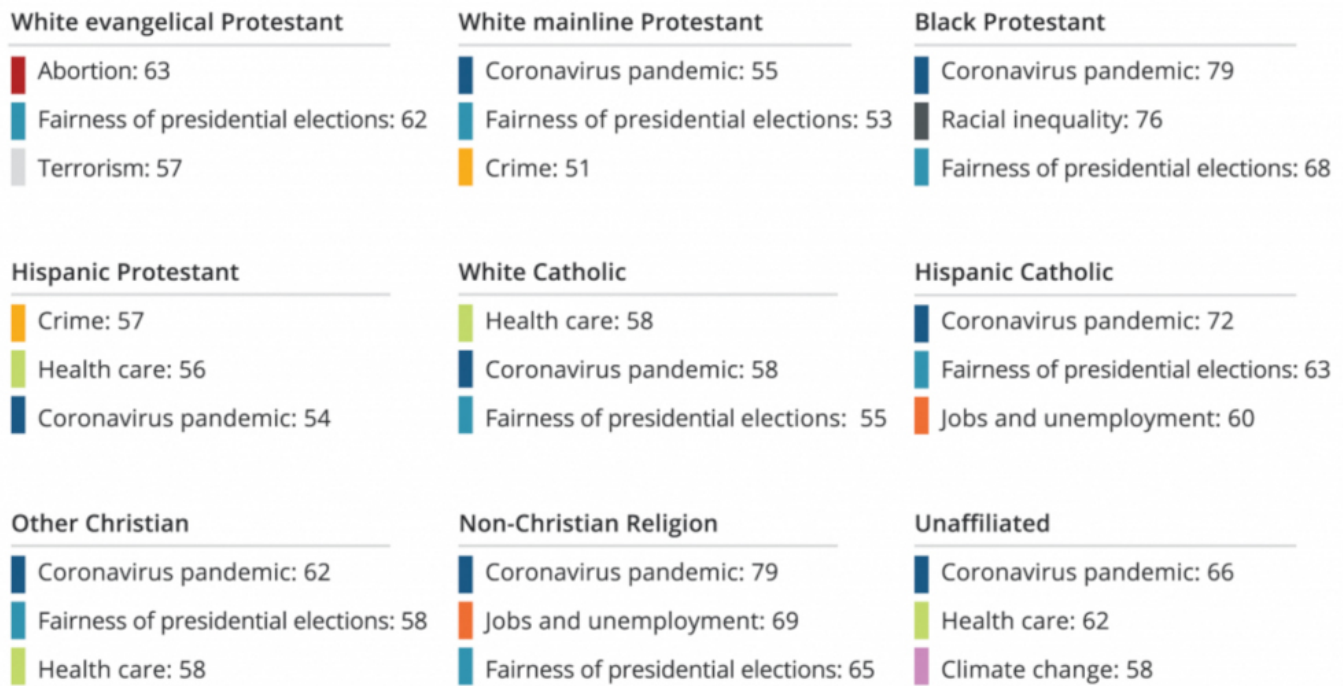 White evangelical Protestant
Abortion: 63
Fairness of presidential elections: 62
Terrorism: 57
White mainline Protestant
Coronavirus pandemic: 55
Fairness of presidential elections: 53
Crime: 51
Black Protestant
Coronavirus pandemic: 79
Racial inequality: 76
Fairness of presidential elections: 68
Hispanic Protestant
Crime: 57
Health care: 56
Coronavirus pandemic: 54
White Catholic
Health care: 58
Coronavirus pandemic: 58
Fairness of presidential elections: 55
Hispanic Catholic
Coronavirus pandemic: 72
Fairness of presidential elections: 63
Jobs and unemployment: 60
Other Christian
Coronavirus pandemic: 62
Fairness of presidential elections: 58
Health care: 58
Non-Christian Religion
Coronavirus pandemic: 79
Jobs and unemployment: 69
Fairness of presidential elections: 65
Unaffiliated
Coronavirus pandemic: 66
Health care: 62
Climate change: 58